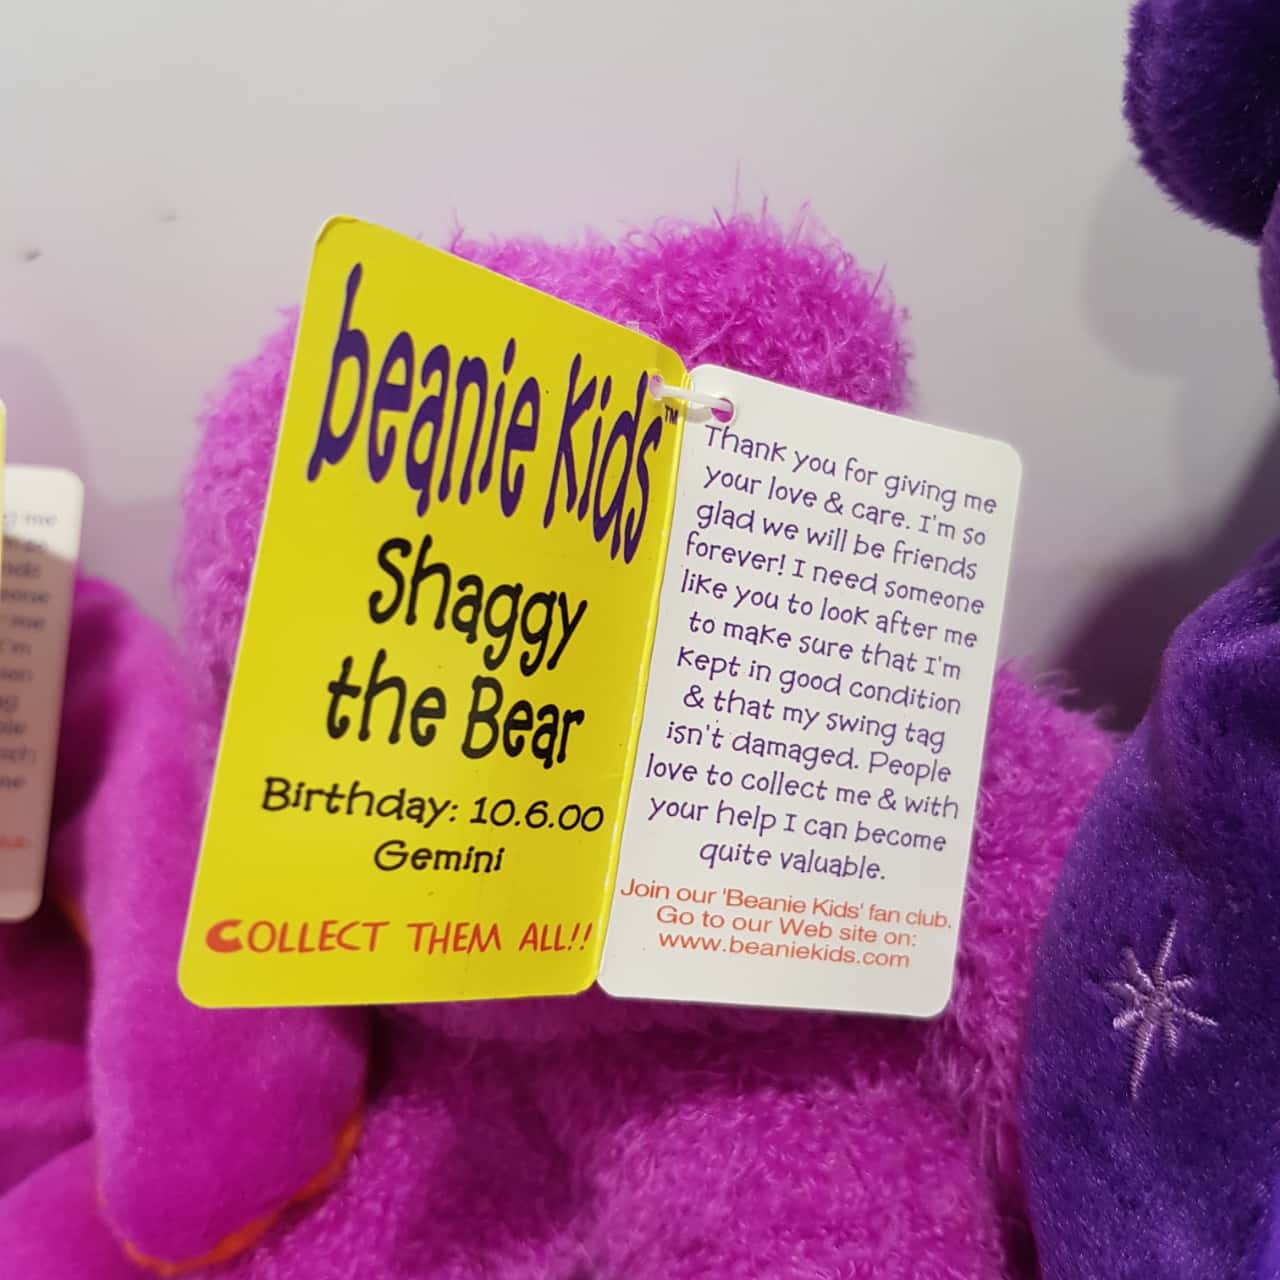 beanie Kids™
Shaggy
the Bear
Birthday: 10.6.00
Gemini
COLLECT THEM ALL!!
Thank you for giving me
your love & care. I'm so
glad we will be friends
forever! I need someone
like you to look after me
to make sure that I'm
kept in good condition
& that my swing tag
isn't damaged. People
love to collect me & with
your help I can become
quite valuable.
Join our 'Beanie Kids' fan club.
Go to our Web site on:
www.beaniekids.com